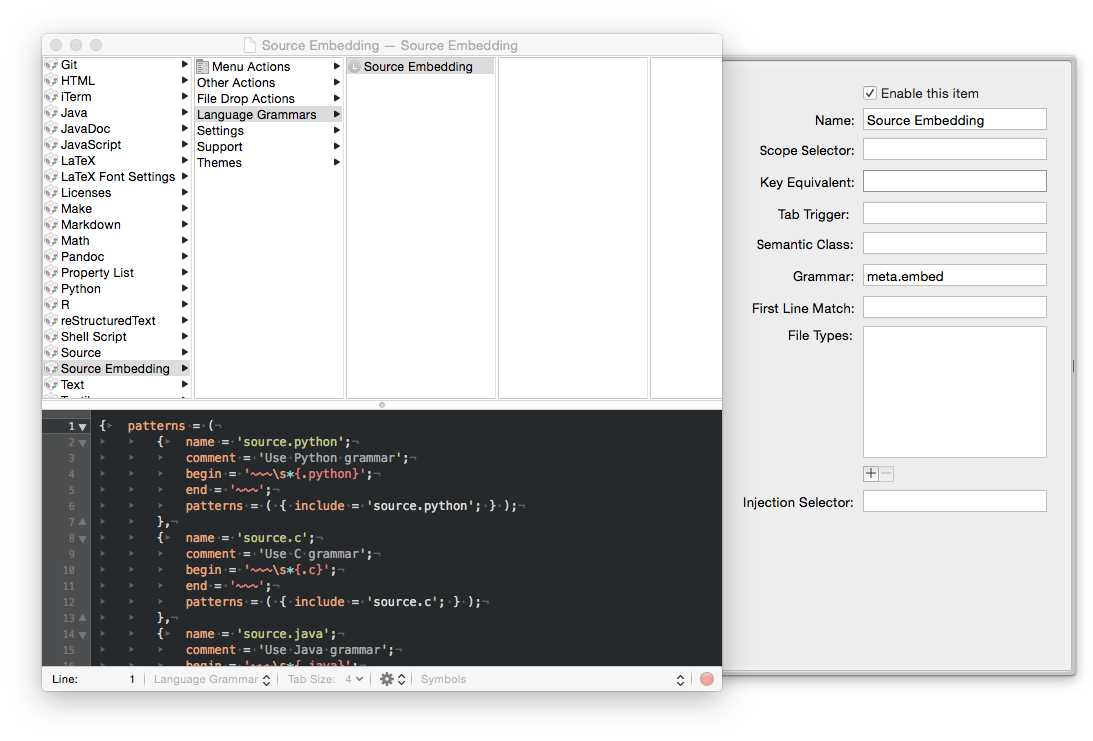 Source Embedding — Source Embedding
Git
HTML
iTerm
Java
JavaDoc
JavaScript
LaTeX
LaTeX Font Settings
Licenses
Make
Markdown
Math
Pandoc
Property List
Python
R
reStructuredText
Shell Script
Source
Source Embedding
Text
Menu Actions
Other Actions
File Drop Actions
Language Grammars
Settings
Support
Themes
Source Embedding
1 { patterns = (
2 { name = 'source.python';
3 comment = 'Use Python grammar';
4 begin = '~~~\s*{.python}';
5 end = '~~~';
6 patterns = ( { include = 'source.python'; } );
7 },
8 { name = 'source.c';
9 comment = 'Use C grammar';
10 begin = '~~~\s*{.c}';
11 end = '~~~';
12 patterns = ( { include = 'source.c'; } );
13 },
14 { name = 'source.java';
15 comment = 'Use Java grammar';
16 begin = '~~~\s*{.java}';
Line: 1 Language Grammar Tab Size: 4 Symbols
Enable this item
Name: Source Embedding
Scope Selector:
Key Equivalent:
Tab Trigger:
Semantic Class:
Grammar: meta.embed
First Line Match:
File Types:
Injection Selector: